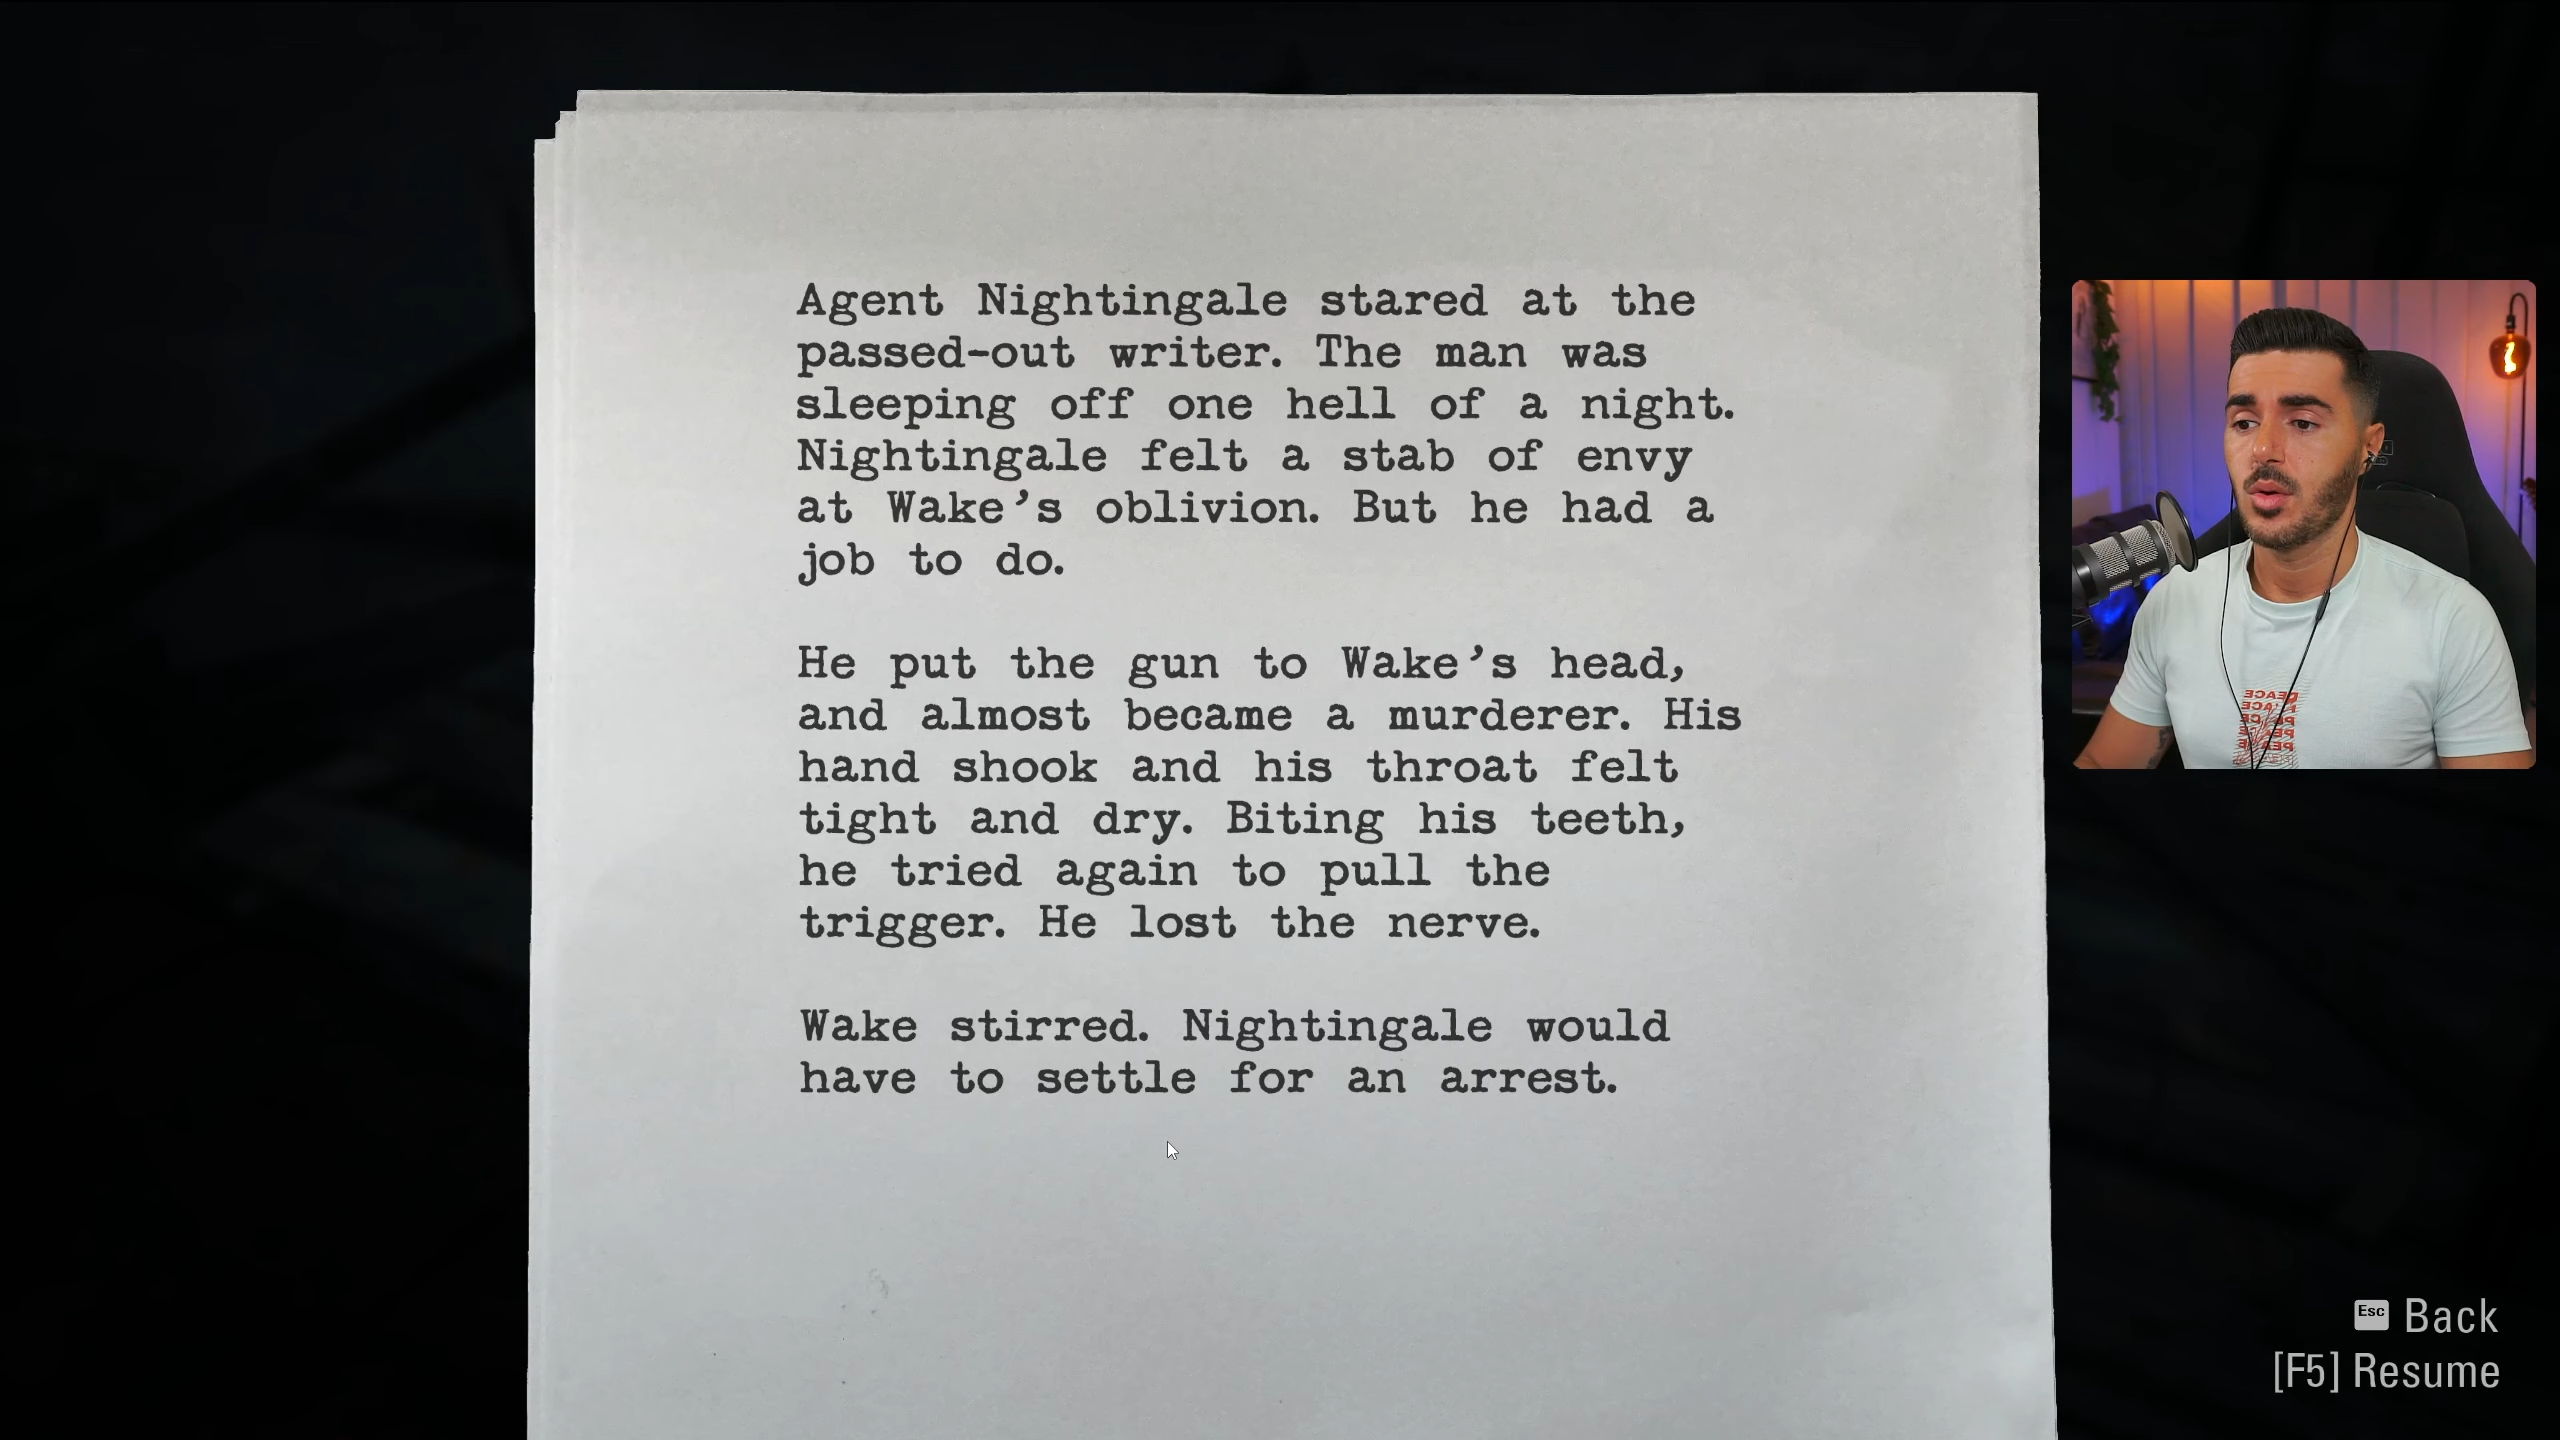 Agent Nightingale stared at the
passed-out writer. The man was
sleeping off one hell of a night.
Nightingale felt a stab of envy
at Wake’s oblivion. But he had a
job to do.
He put the gun to Wake’s head,
and almost became a murderer. His
hand shook and his throat felt
tight and dry. Biting his teeth,
he tried again to pull the
trigger. He lost the nerve.
Wake stirred. Nightingale would
have to settle for an arrest.
Esc Back
[F5] Resume